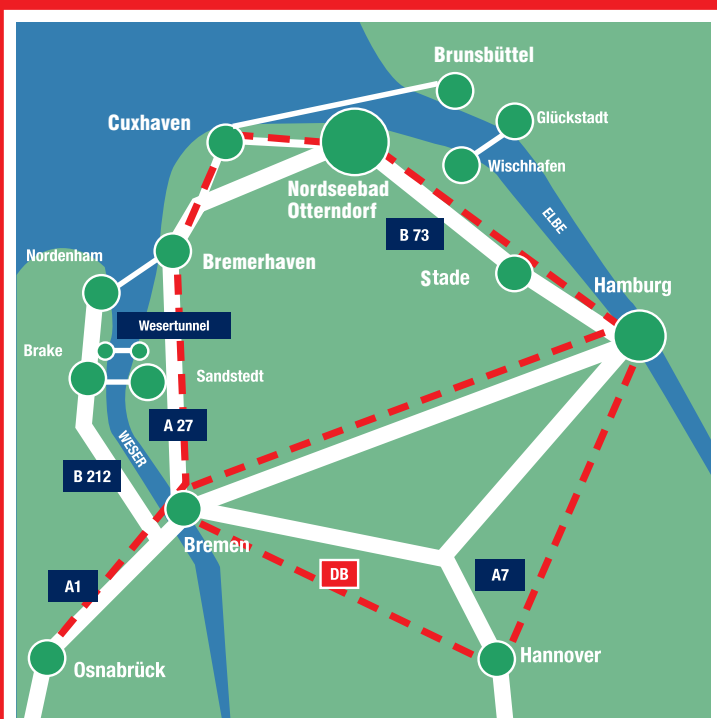 Brunsbüttel
Glückstadt
Cuxhaven
Wischhafen
Nordseebad
Otterndorf
ELBE
B 73
Nordenham
Bremerhaven
Stade
Hamburg
Wesertunnel
Brake
Sandstedt
A 27
WESER
B 212
Bremen
DB
A7
A1
Hannover
Osnabrück